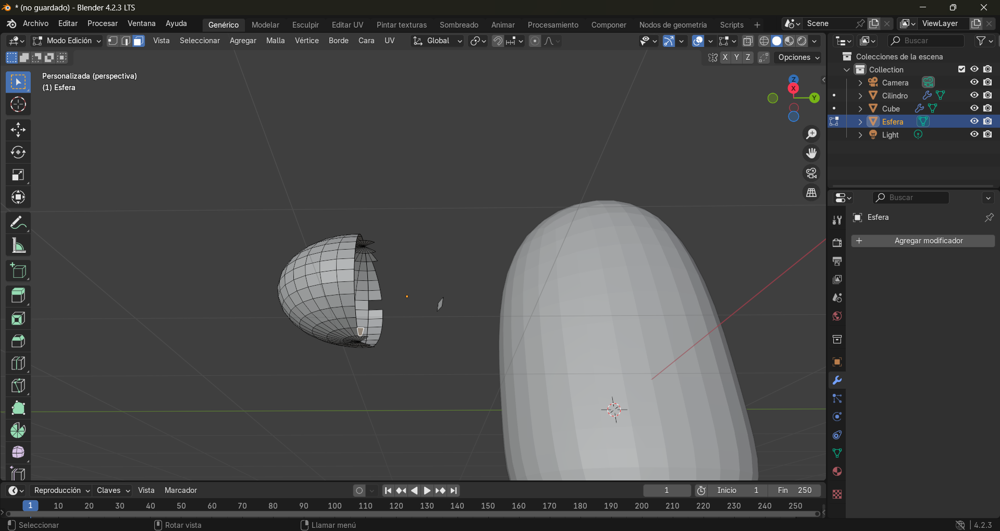 * (no guardado) - Blender 4.2.3 LTS
Archivo Editar Procesar Ventana Ayuda Genérico Modelar Esculpir Editar UV Pintar texturas Sombreado Animar Procesamiento Componer Nodos de geometría Scripts + Scene ViewLayer
Modo Edición Vista Seleccionar Agregar Malla Vértice Borde Cara UV Global Buscar
X Y Z Opciones
Personalizada (perspectiva)
(1) Esfera
Z
X
Y
Colecciones de la escena
Collection
Camera
Cilindro
Cube
Esfera
Light
Buscar
Esfera
+ Agregar modificador
Reproducción Claves Vista Marcador 1 Inicio 1 Fin 250
1 10 20 30 40 50 60 70 80 90 100 110 120 130 140 150 160 170 180 190 200 210 220 230 240 250
Seleccionar Rotar vista Llamar menú 4.2.3